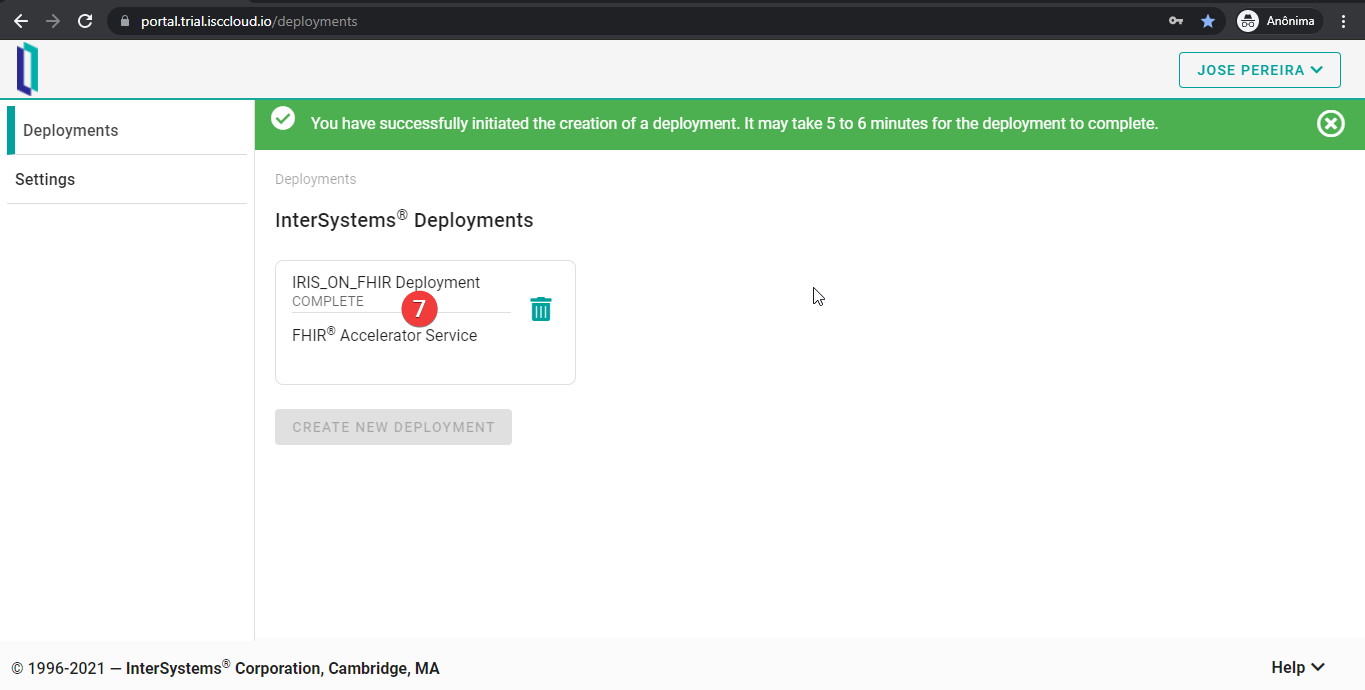 portal.trial.isccloud.io/deployments
Anônima
JOSE PEREIRA
Deployments
Settings
You have successfully initiated the creation of a deployment. It may take 5 to 6 minutes for the deployment to complete.
Deployments
InterSystems® Deployments
IRIS_ON_FHIR Deployment
COMPLETE
7
FHIR® Accelerator Service
CREATE NEW DEPLOYMENT
© 1996-2021 — InterSystems® Corporation, Cambridge, MA
Help